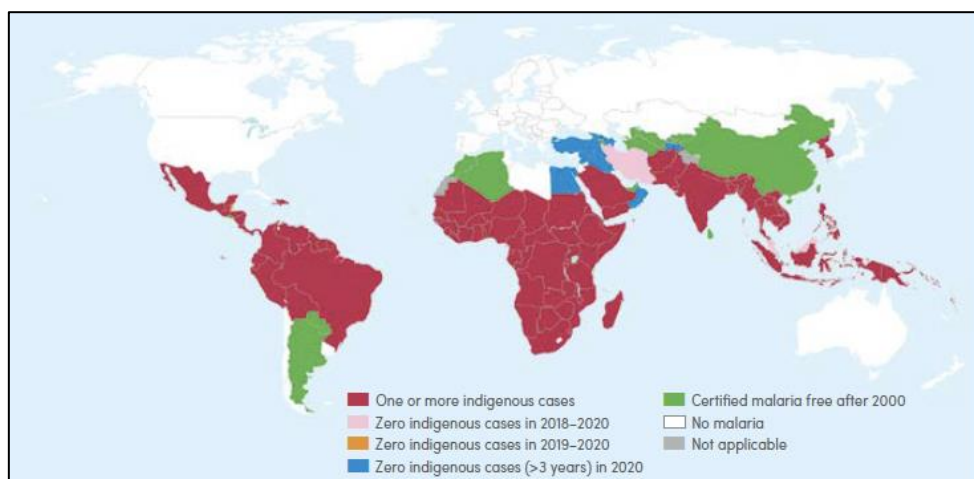 One or more indigenous cases
Zero indigenous cases in 2018–2020
Zero indigenous cases in 2019–2020
Zero indigenous cases (>3 years) in 2020
Certified malaria free after 2000
No malaria
Not applicable